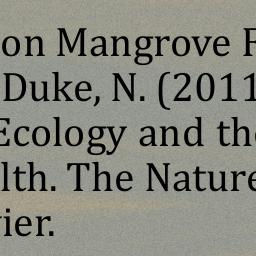 on Mangrove F
Duke, N. (2011
Ecology and the
lth. The Nature
ier.